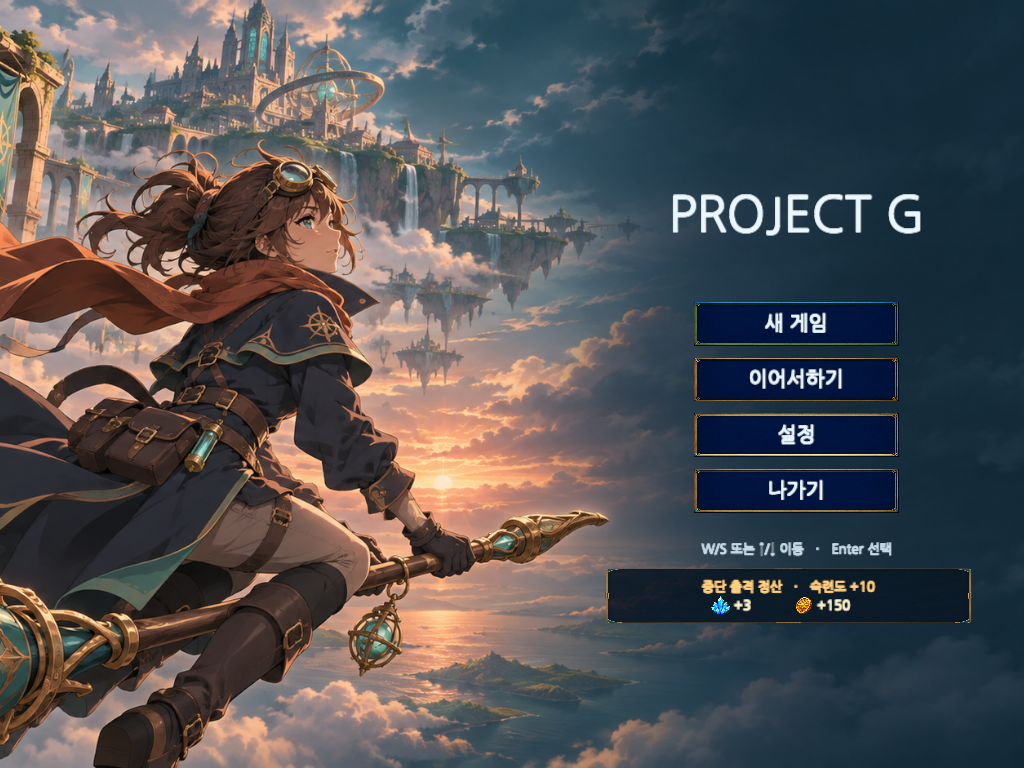 PROJECT G
새 게임
이어서하기
설정
나가기
W/S 또는 ↑/↓ 이동 · Enter 선택
중단 출격 정산 · 숙련도 +10
+3 +150